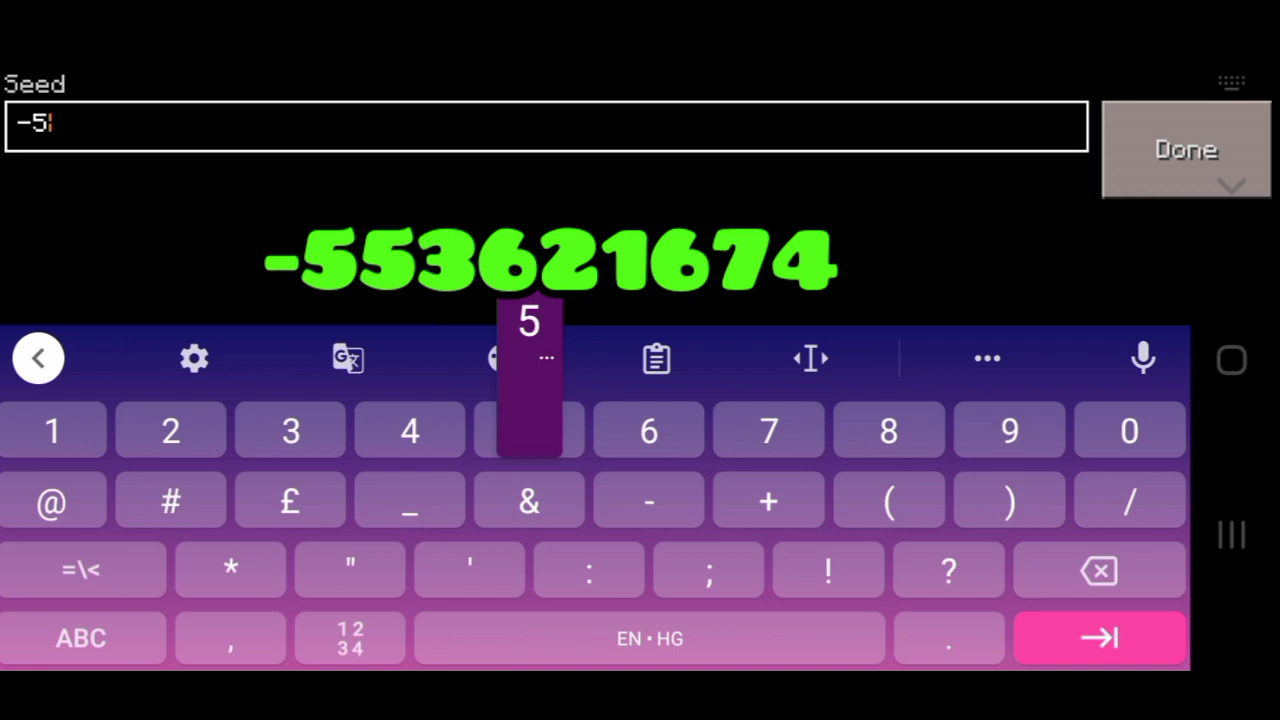 Seed
-5
Done
-553621674
5
...
1 2 3 4 6 7 8 9 0
@ # £ _ & - + ( ) /
=\< * " ' : ; ! ?
ABC , 12 34 EN • HG .